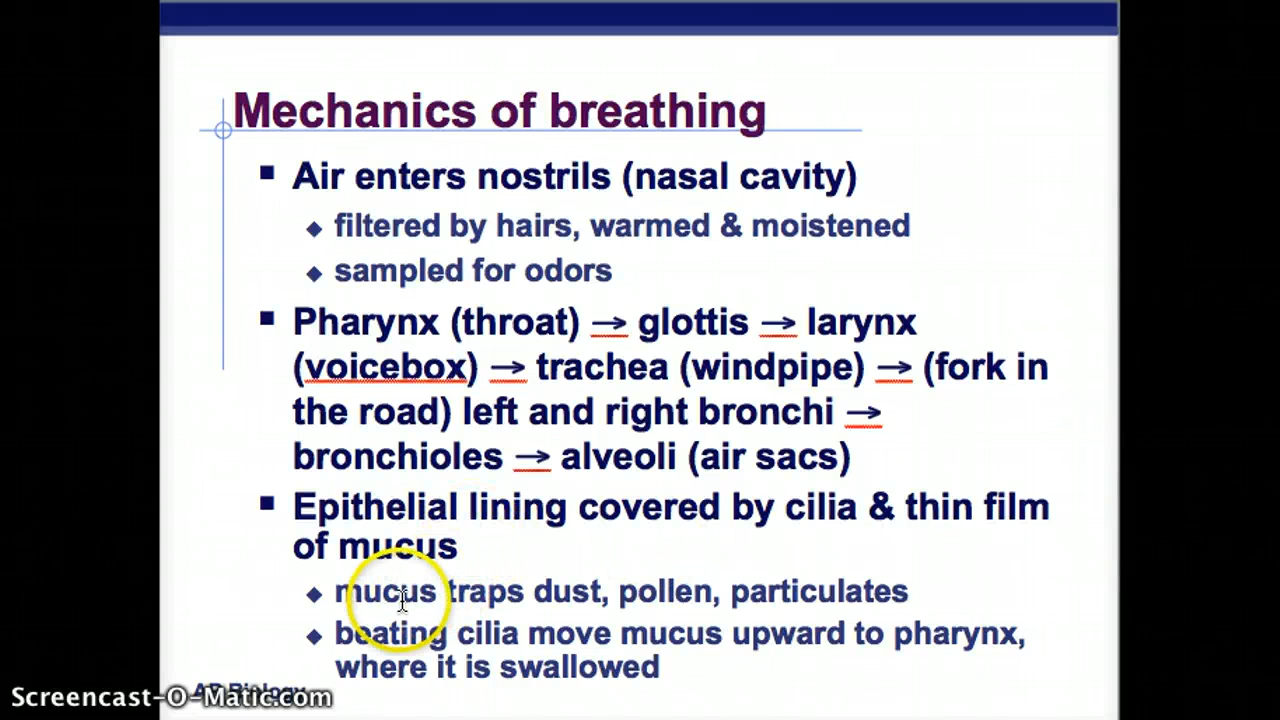 Mechanics of breathing
Air enters nostrils (nasal cavity)
filtered by hairs, warmed & moistened
sampled for odors
Pharynx (throat) → glottis → larynx
(voicebox) → trachea (windpipe) → (fork in
the road) left and right bronchi →
bronchioles → alveoli (air sacs)
Epithelial lining covered by cilia & thin film
of mucus
mucus traps dust, pollen, particulates
beating cilia move mucus upward to pharynx,
where it is swallowed
AP Biology
Screencast-O-Matic.com